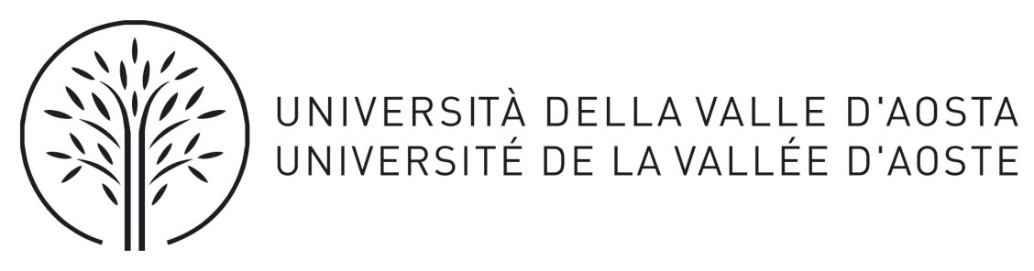 UNIVERSITÀ DELLA VALLE D'AOSTA
UNIVERSITÉ DE LA VALLÉE D'AOSTE